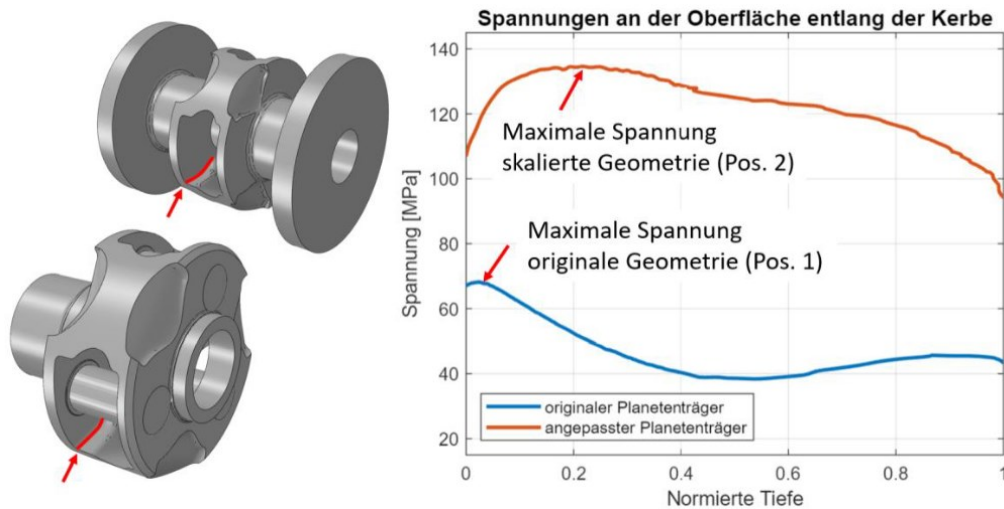 Spannungen an der Oberfläche entlang der Kerbe
140
120
100
80
60
40
20
Spannung [MPa]
Maximale Spannung
skalierte Geometrie (Pos. 2)
Maximale Spannung
originale Geometrie (Pos. 1)
originaler Planetenträger
angepasster Planetenträger
0
0.2
0.4
0.6
0.8
1
Normierte Tiefe